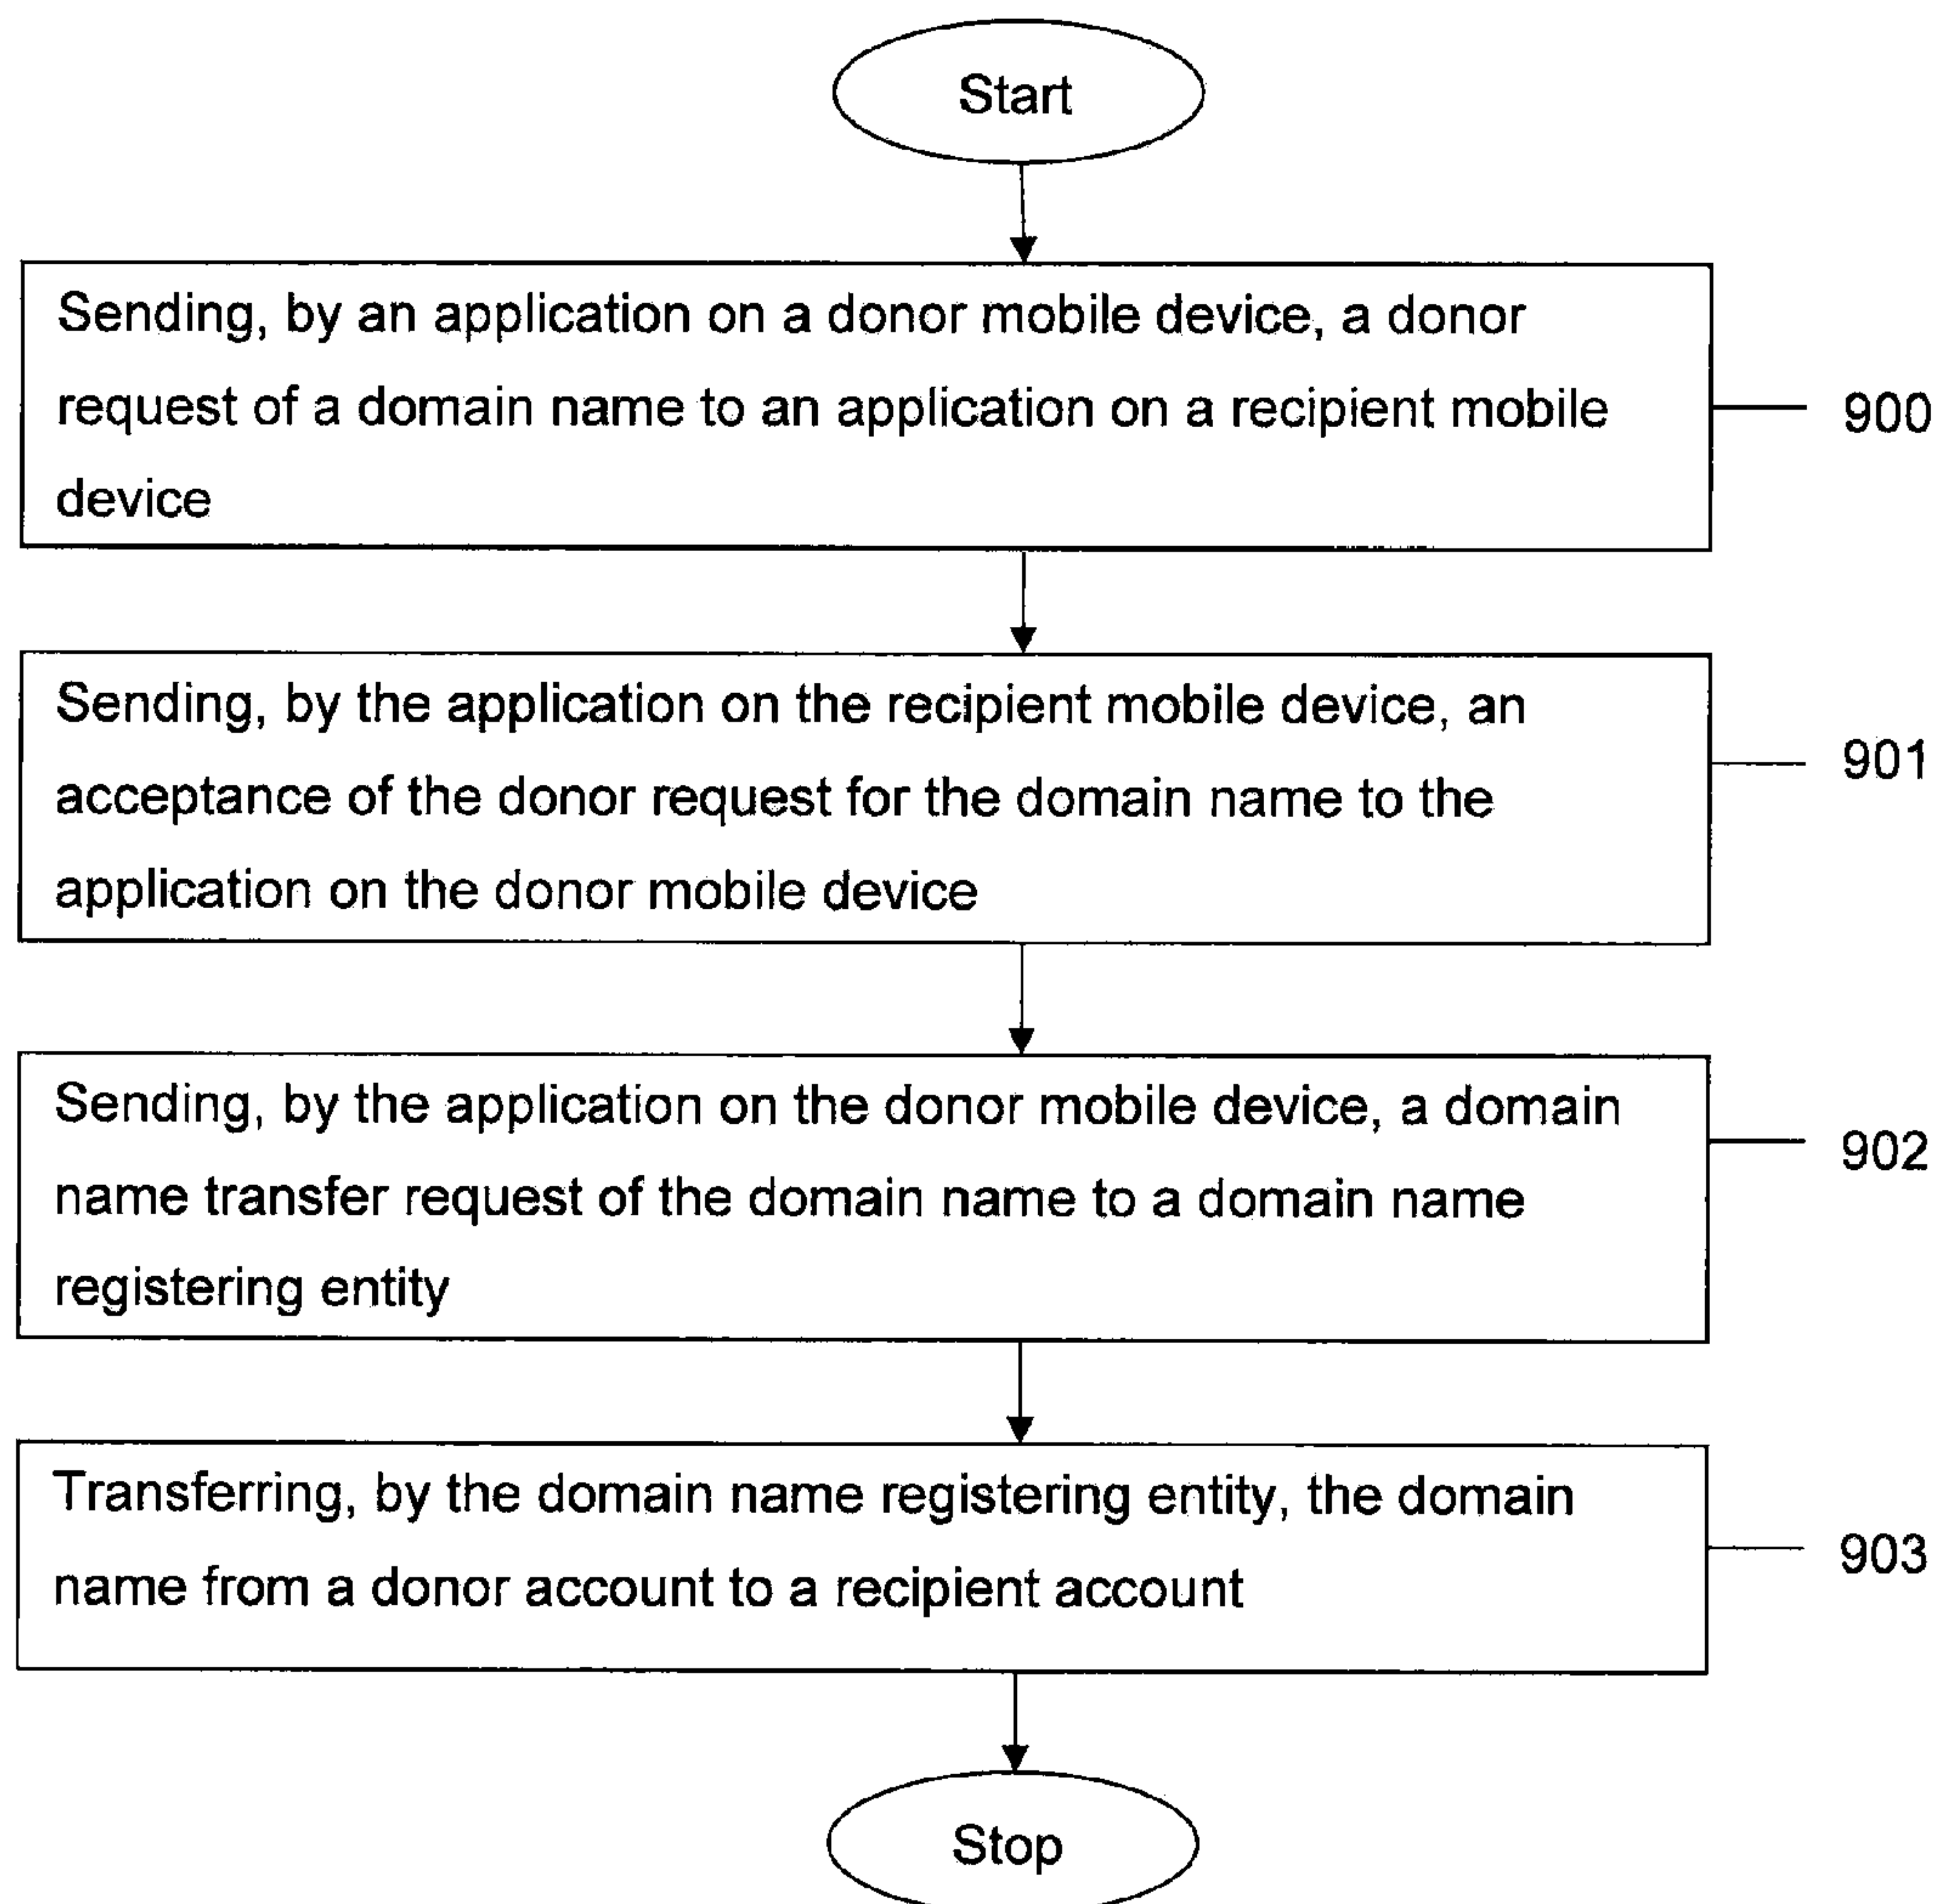 Start
Sending, by an application on a donor mobile device, a donor
request of a domain name to an application on a recipient mobile
device
900
Sending, by the application on the recipient mobile device, an
acceptance of the donor request for the domain name to the
application on the donor mobile device
901
Sending, by the application on the donor mobile device, a domain
name transfer request of the domain name to a domain name
registering entity
902
Transferring, by the domain name registering entity, the domain
name from a donor account to a recipient account
903
Stop